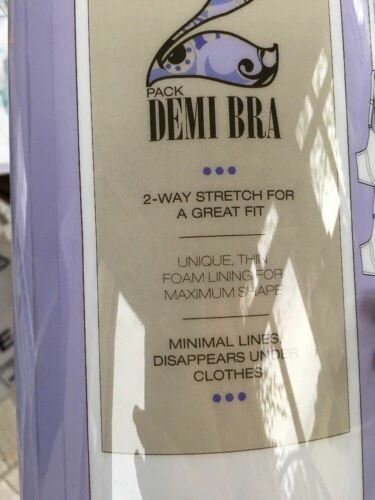 2
PACK
DEMI BRA
2-WAY STRETCH FOR
A GREAT FIT
UNIQUE, THIN
FOAM LINING FOR
MAXIMUM SHAPE
MINIMAL LINES,
DISAPPEARS UNDER
CLOTHES